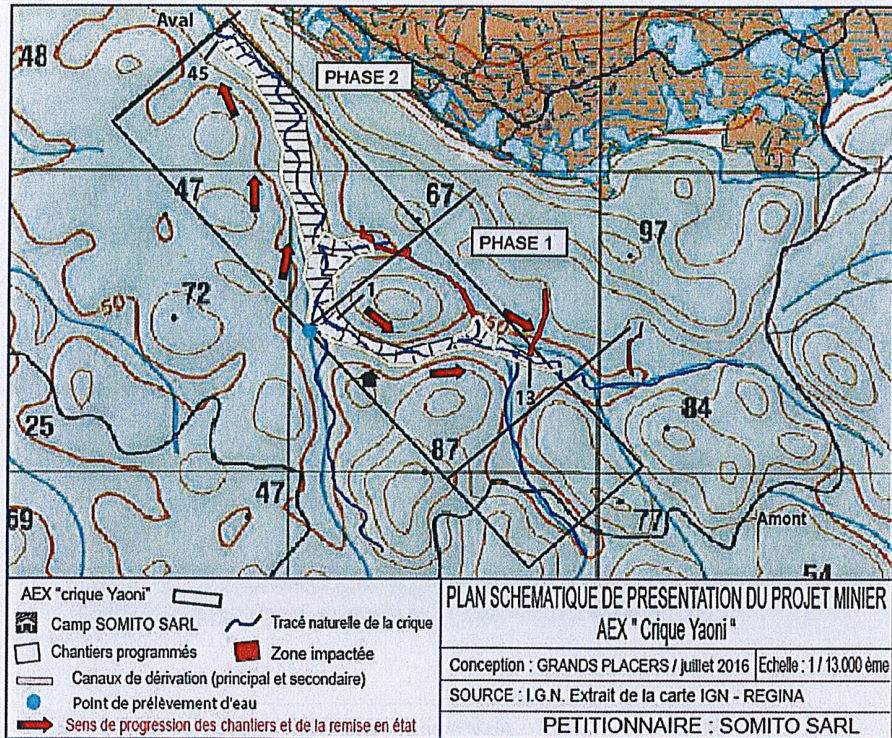 Aval
48
45
PHASE 2
47
67
PHASE 1
97
72
50
1
50
13
84
25
87
47
77
Amont
59
54
AEX "crique Yaoni"
Camp SOMITO SARL
Tracé naturelle de la crique
Chantiers programmés
Zone impactée
Canaux de dérivation (principal et secondaire)
Point de prélèvement d'eau
Sens de progression des chantiers et de la remise en état
PLAN SCHEMATIQUE DE PRESENTATION DU PROJET MINIER
AEX " Crique Yaoni "
Conception : GRANDS PLACERS / juillet 2016
Echelle : 1 / 13.000 ème
SOURCE : I.G.N. Extrait de la carte IGN - REGINA
PETITIONNAIRE : SOMITO SARL